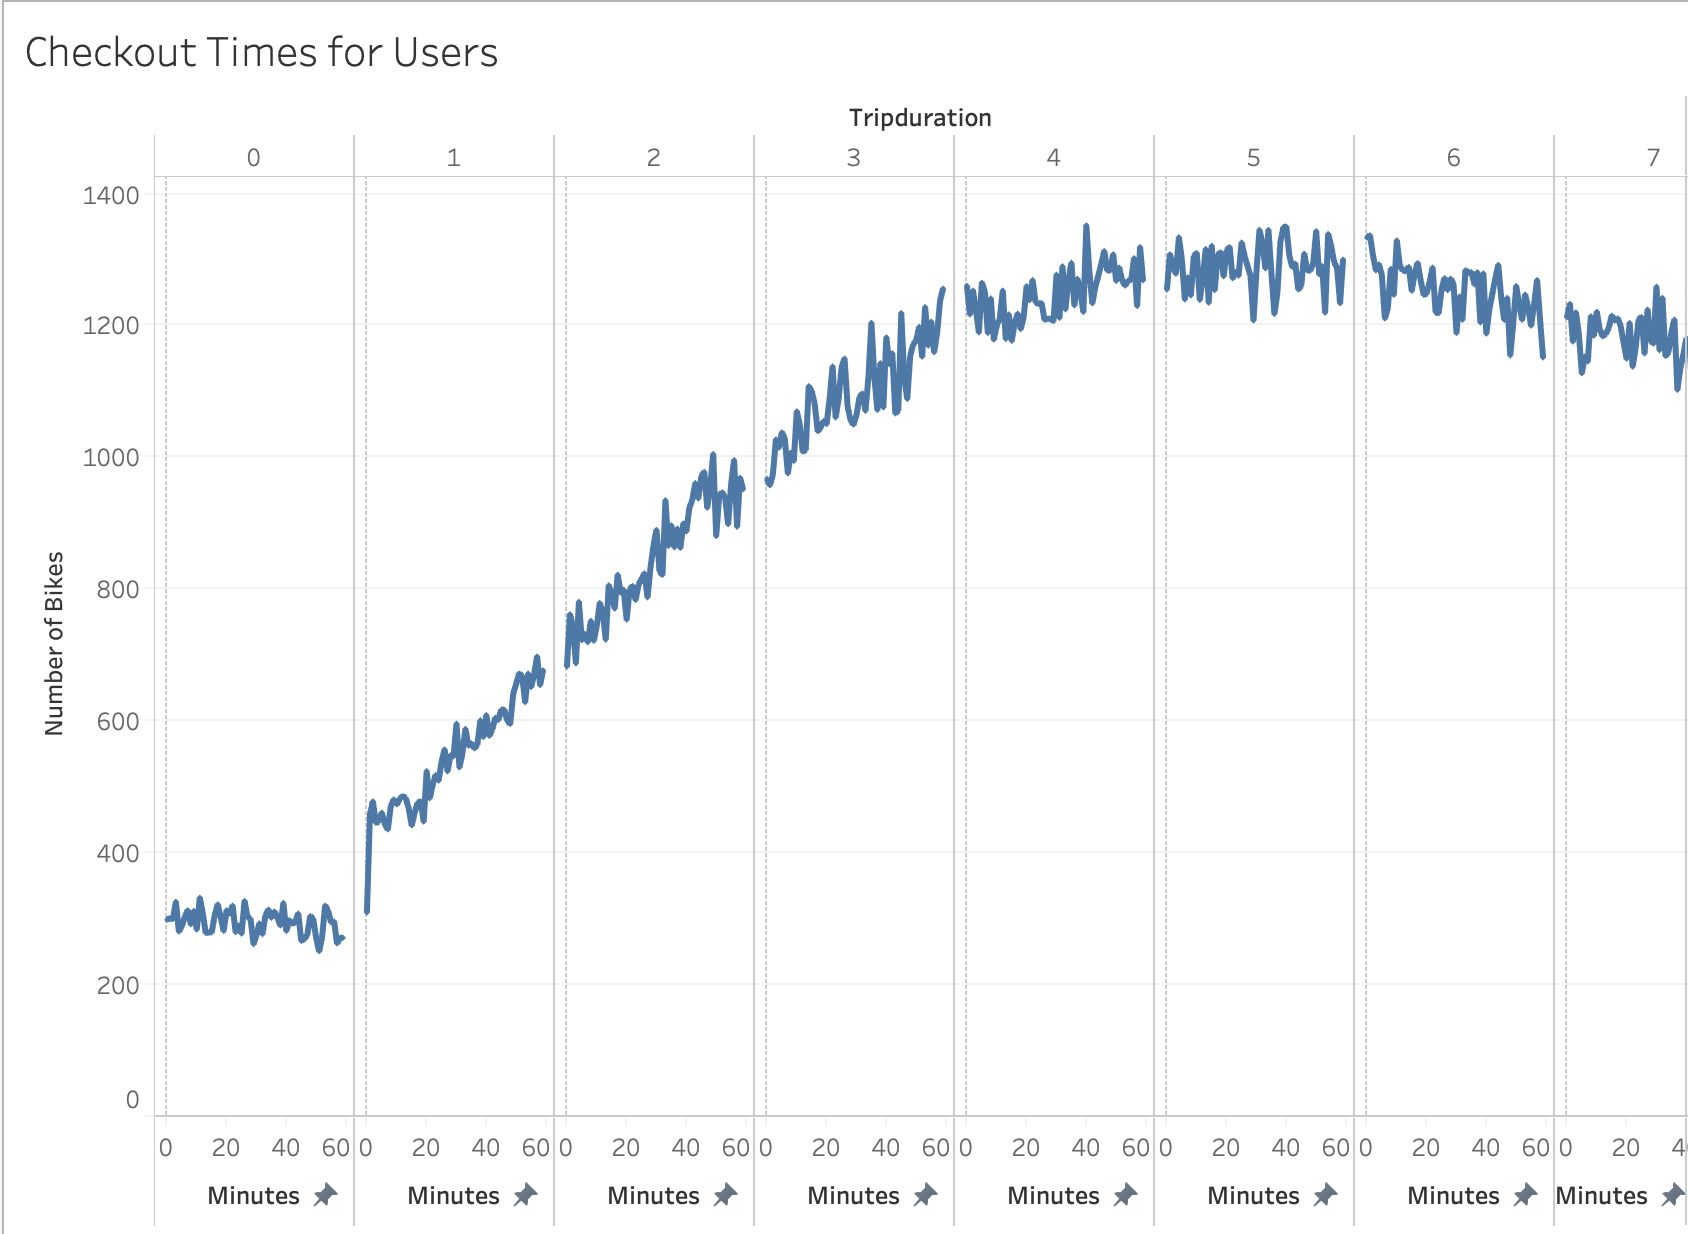 Checkout Times for Users
Tripduration
0 1 2 3 4 5 6 7
Number of Bikes
1400
1200
1000
800
600
400
200
0
0 20 40 60 0 20 40 60 0 20 40 60 0 20 40 60 0 20 40 60 0 20 40 60 0 20 40 60 0 20 4
Minutes Minutes Minutes Minutes Minutes Minutes Minutes Minutes